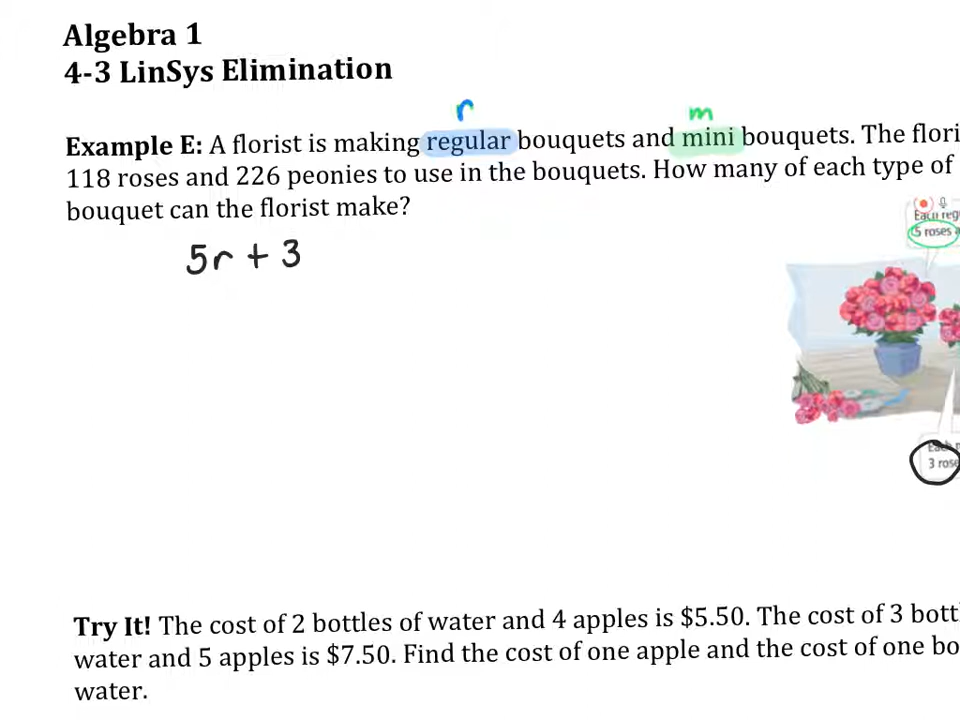 Algebra 1
4-3 LinSys Elimination
r m
Example E: A florist is making regular bouquets and mini bouquets. The
118 roses and 226 peonies to use in the bouquets. How many of each type of
bouquet can the florist make?
5 roses
5r + 3
3
Try It! The cost of 2 bottles of water and 4 apples is $5.50. The cost of 3
water and 5 apples is $7.50. Find the cost of one apple and the cost of one
water.